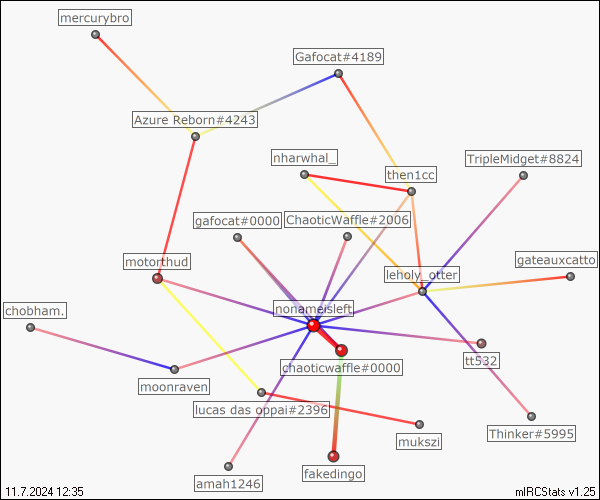 mercurybro
Gafocat#4189
Azure Reborn#4243
nharwhal_
TripleMidget#8824
then1cc
gafocat#0000
ChaoticWaffle#2006
motorthud
leholy_otter
gateauxcatto
chobham.
nonameisleft
chaoticwaffle#0000
tt532
moonraven
lucas das oppai#2396
mukszi
Thinker#5995
amah1246
fakedingo
11.7.2024 12:35
mIRCStats v1.25